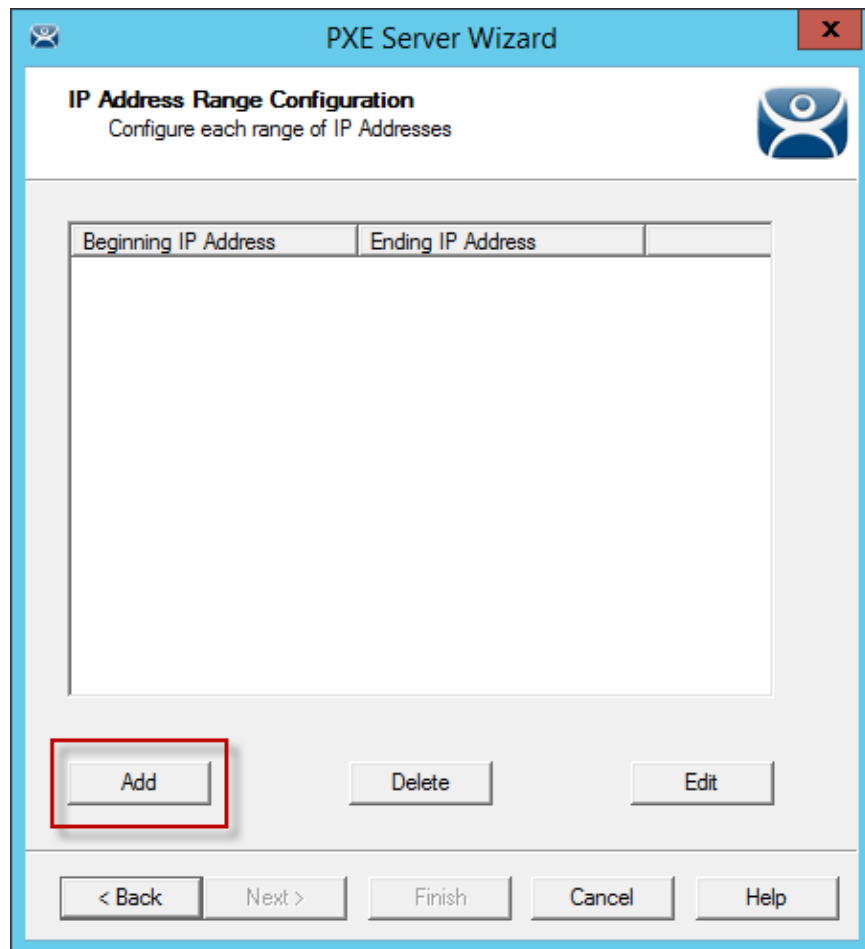 PXE Server Wizard
x
IP Address Range Configuration
Configure each range of IP Addresses
Beginning IP Address Ending IP Address
Add Delete Edit
< Back Next > Finish Cancel Help